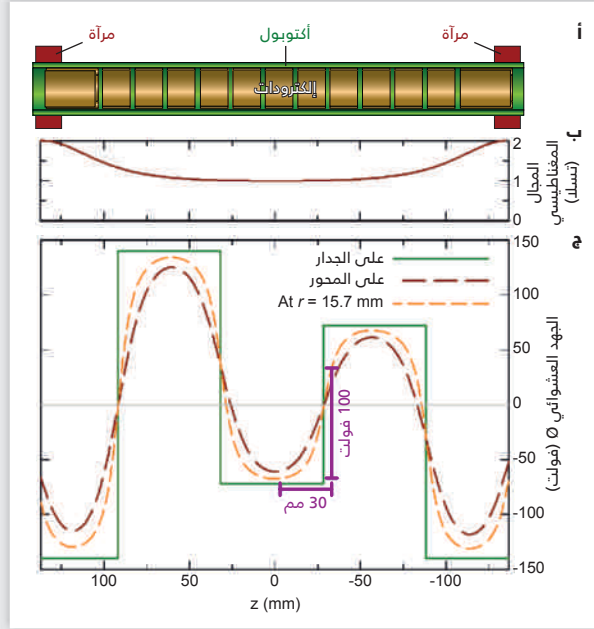 أ
مرآة
أكتوبول
مرآة
إلكترودات
ب
المجال
المغناطيسي
(تسلا)
2
1
0
ج
على الجدار
على المحور
At r = 15.7 mm
الجهد العشوائي Ø (فولت)
150
100
50
0
-50
-100
-150
100 فولت
30 مم
100
50
0
-50
-100
z (mm)